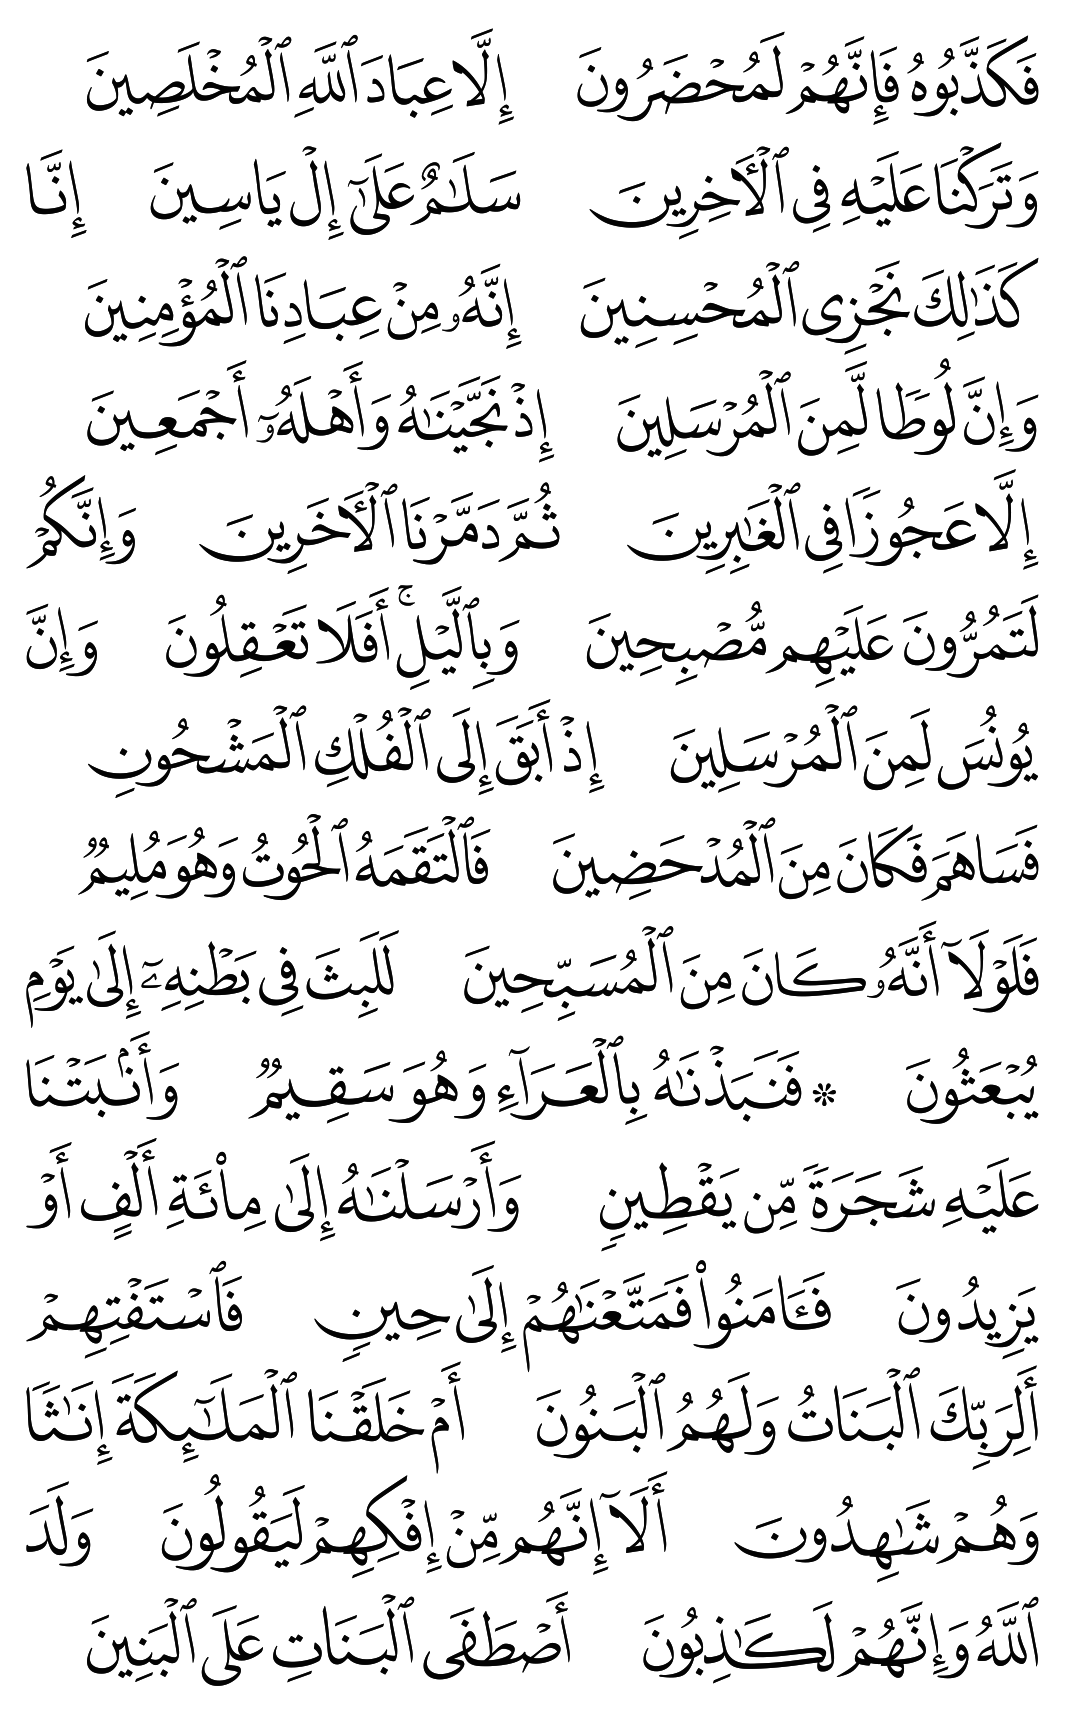 فَكَذَّبُوهُ فَإِنَّهُمْ لَمُحْضَرُونَ إِلَّا عِبَادَ ٱللَّهِ ٱلْمُخْلَصِينَ
وَتَرَكْنَا عَلَيْهِ فِى ٱلْأَخِرِينَ سَلَـٰمٌ عَلَىٰٓ إِلْ يَاسِينَ إِنَّا
كَذَٰلِكَ نَجْزِى ٱلْمُحْسِنِينَ إِنَّهُۥ مِنْ عِبَادِنَا ٱلْمُؤْمِنِينَ
وَإِنَّ لُوطًا لَّمِنَ ٱلْمُرْسَلِينَ إِذْ نَجَّيْنَـٰهُ وَأَهْلَهُۥٓ أَجْمَعِينَ
إِلَّا عَجُوزًا فِى ٱلْغَـٰبِرِينَ ثُمَّ دَمَّرْنَا ٱلْأَخَرِينَ وَإِنَّكُمْ
لَتَمُرُّونَ عَلَيْهِم مُّصْبِحِينَ وَبِٱلَّيْلِ ۚ أَفَلَا تَعْقِلُونَ وَإِنَّ
يُونُسَ لَمِنَ ٱلْمُرْسَلِينَ إِذْ أَبَقَ إِلَى ٱلْفُلْكِ ٱلْمَشْحُونِ
فَسَاهَمَ فَكَانَ مِنَ ٱلْمُدْحَضِينَ فَٱلْتَقَمَهُ ٱلْحُوتُ وَهُوَ مُلِيمٌ
فَلَوْلَآ أَنَّهُۥ كَانَ مِنَ ٱلْمُسَبِّحِينَ لَلَبِثَ فِى بَطْنِهِۦٓ إِلَىٰ يَوْمِ
يُبْعَثُونَ ۞ فَنَبَذْنَـٰهُ بِٱلْعَرَآءِ وَهُوَ سَقِيمٌ وَأَنۢبَتْنَا
عَلَيْهِ شَجَرَةً مِّن يَقْطِينٍ وَأَرْسَلْنَـٰهُ إِلَىٰ مِا۟ئَةِ أَلْفٍ أَوْ
يَزِيدُونَ فَـَٔامَنُوا۟ فَمَتَّعْنَـٰهُمْ إِلَىٰ حِينٍ فَٱسْتَفْتِهِمْ
أَلِرَبِّكَ ٱلْبَنَاتُ وَلَهُمُ ٱلْبَنُونَ أَمْ خَلَقْنَا ٱلْمَلَـٰٓئِكَةَ إِنَـٰثًا
وَهُمْ شَـٰهِدُونَ أَلَآ إِنَّهُم مِّنْ إِفْكِهِمْ لَيَقُولُونَ وَلَدَ
ٱللَّهُ وَإِنَّهُمْ لَكَـٰذِبُونَ أَصْطَفَى ٱلْبَنَاتِ عَلَى ٱلْبَنِينَ